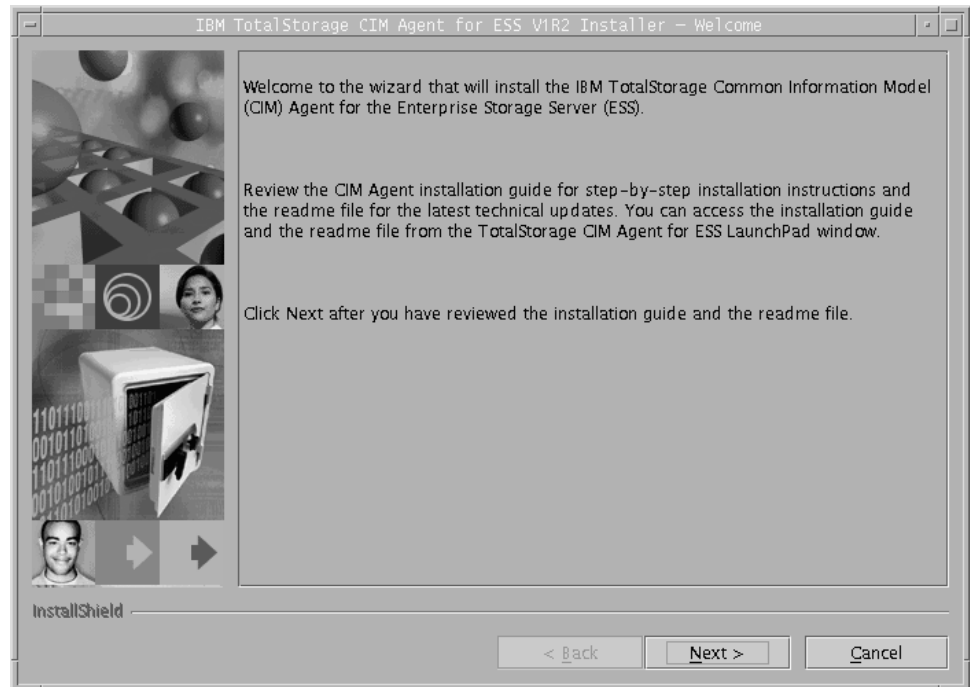 IBM TotalStorage CIM Agent for ESS V1R2 Installer – Welcome
Welcome to the wizard that will install the IBM TotalStorage Common Information Model
(CIM) Agent for the Enterprise Storage Server (ESS).
Review the CIM Agent installation guide for step–by–step installation instructions and
the readme file for the latest technical updates. You can access the installation guide
and the readme file from the TotalStorage CIM Agent for ESS LaunchPad window.
Click Next after you have reviewed the installation guide and the readme file.
InstallShield
< Back
Next >
Cancel